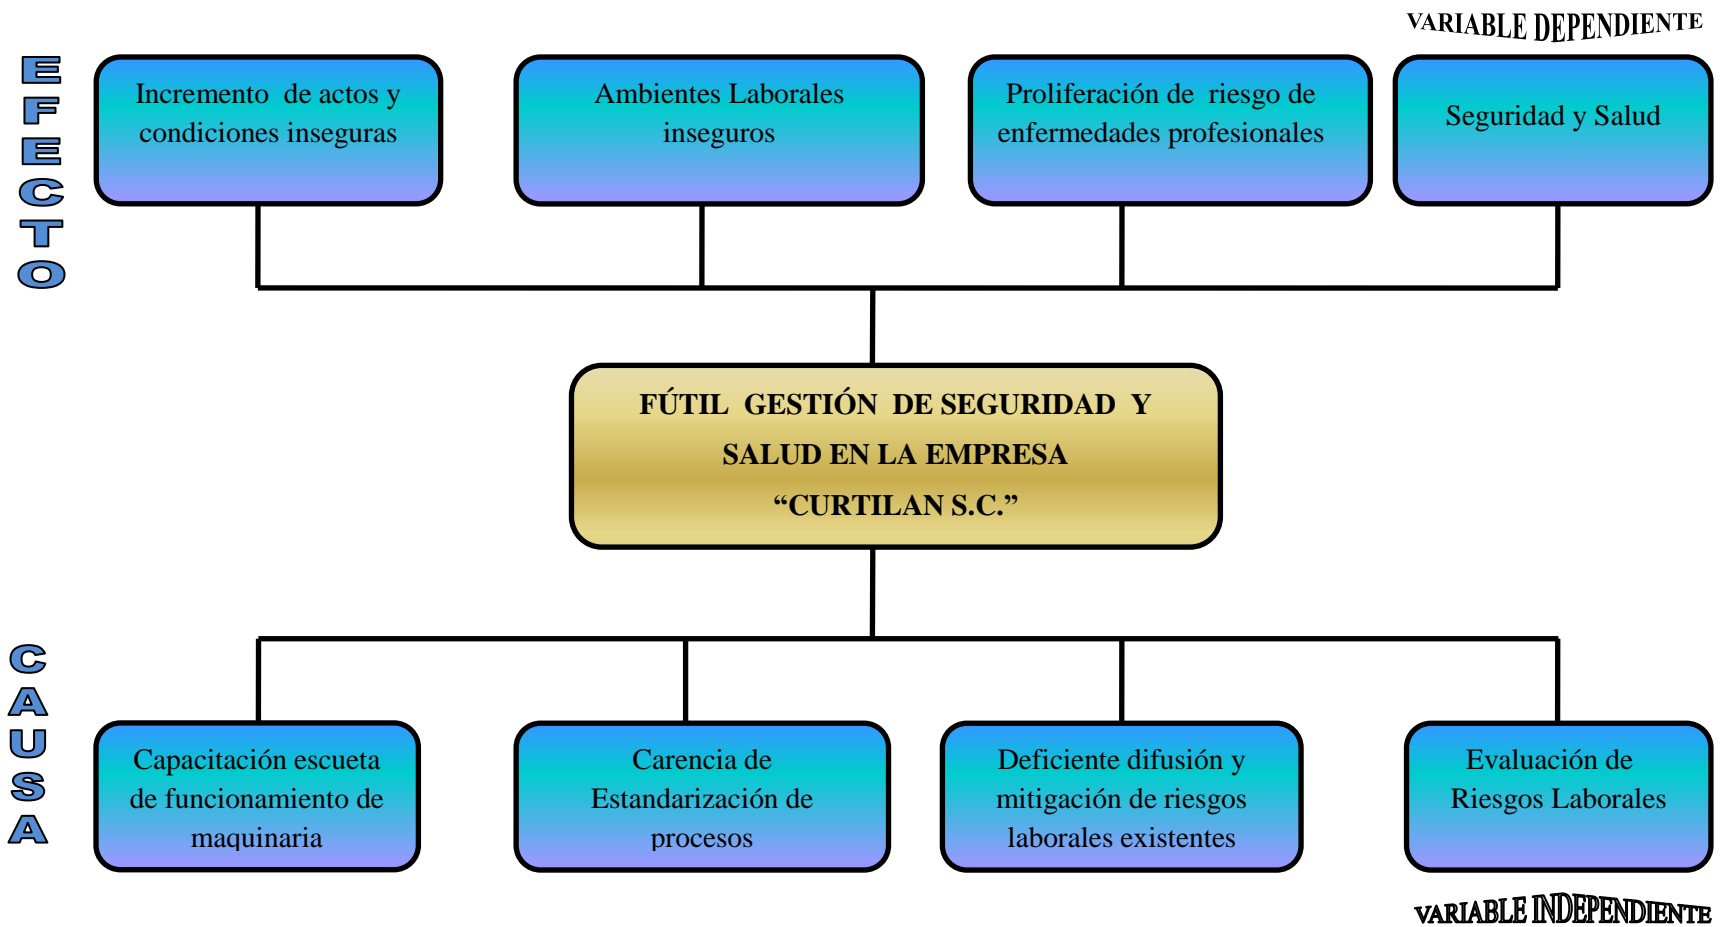 VARIABLE DEPENDIENTE
EFECTO
Incremento de actos y
condiciones inseguras
Ambientes Laborales
inseguros
Proliferación de riesgo de
enfermedades profesionales
Seguridad y Salud
FÚTIL GESTIÓN DE SEGURIDAD Y
SALUD EN LA EMPRESA
“CURTILAN S.C.”
CAUSA
Capacitación escueta
de funcionamiento de
maquinaria
Carencia de
Estandarización de
procesos
Deficiente difusión y
mitigación de riesgos
laborales existentes
Evaluación de
Riesgos Laborales
VARIABLE INDEPENDIENTE